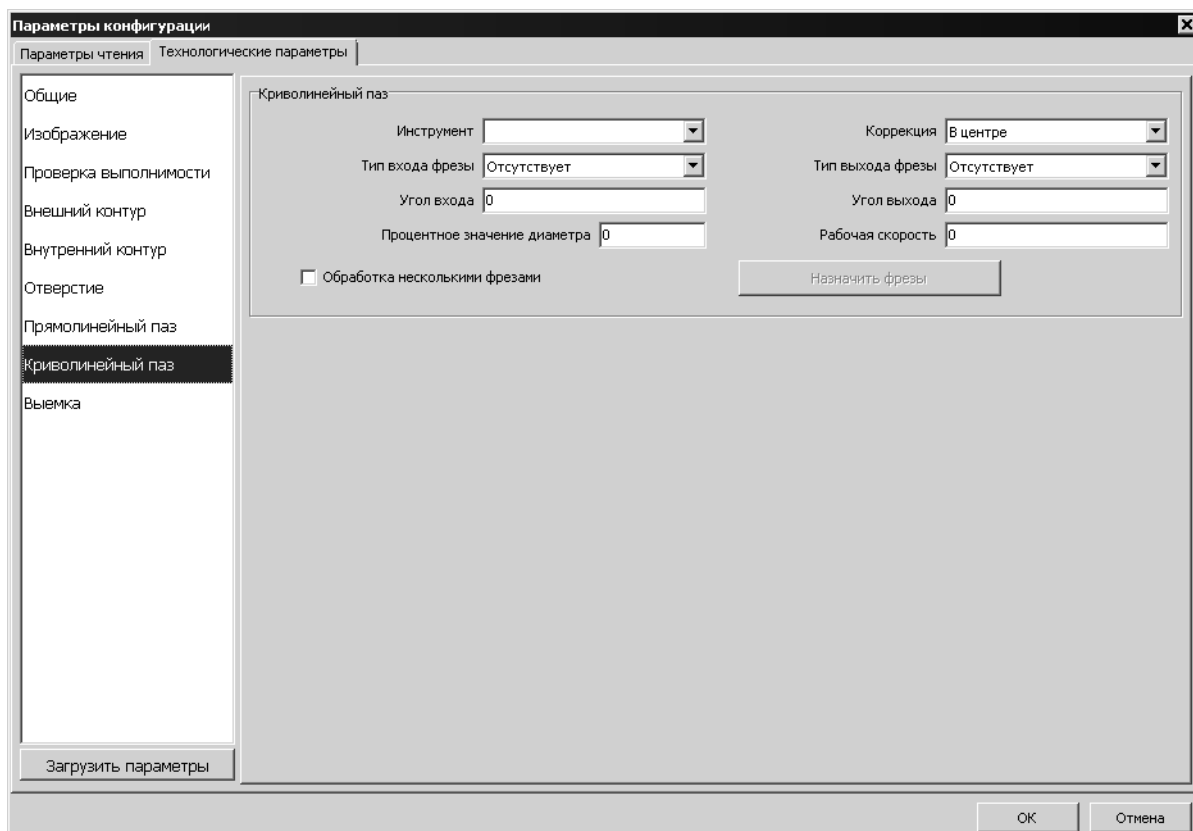 Параметры конфигурации
Параметры чтения Технологические параметры
Общие
Изображение
Проверка выполнимости
Внешний контур
Внутренний контур
Отверстие
Прямолинейный паз
Криволинейный паз
Выемка
Загрузить параметры
Криволинейный паз
Инструмент Коррекция В центре
Тип входа фрезы Отсутствует Тип выхода фрезы Отсутствует
Угол входа 0 Угол выхода 0
Процентное значение диаметра 0 Рабочая скорость 0
Обработка несколькими фрезами Назначить фрезы
ОК Отмена